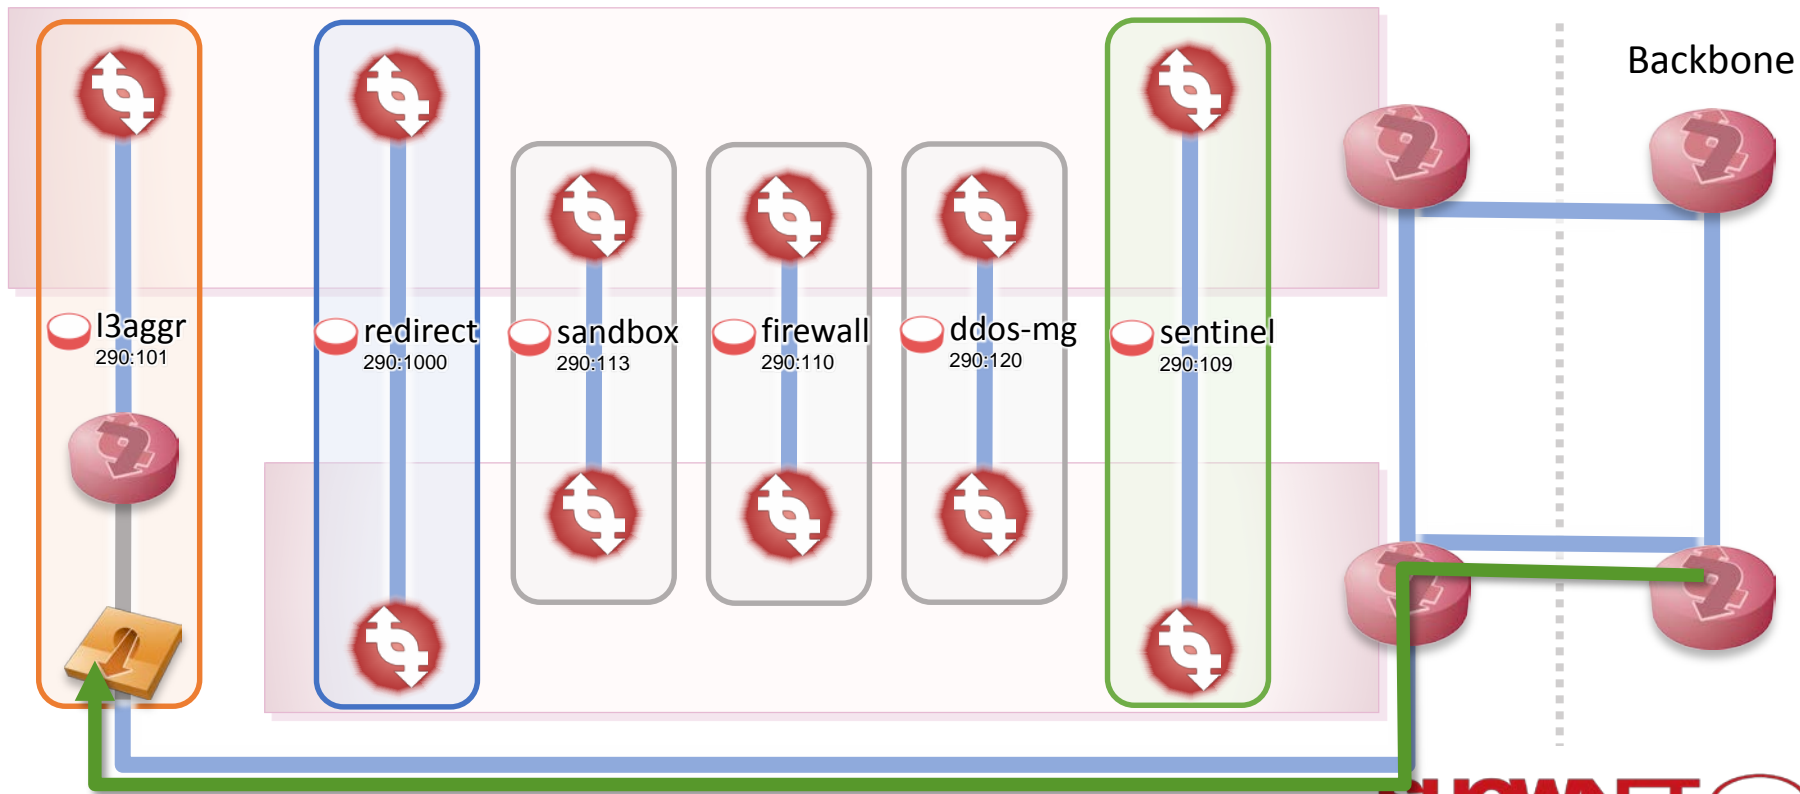 Backbone
l3aggr
290:101
redirect
290:1000
sandbox
290:113
firewall
290:110
ddos-mg
290:120
sentinel
290:109